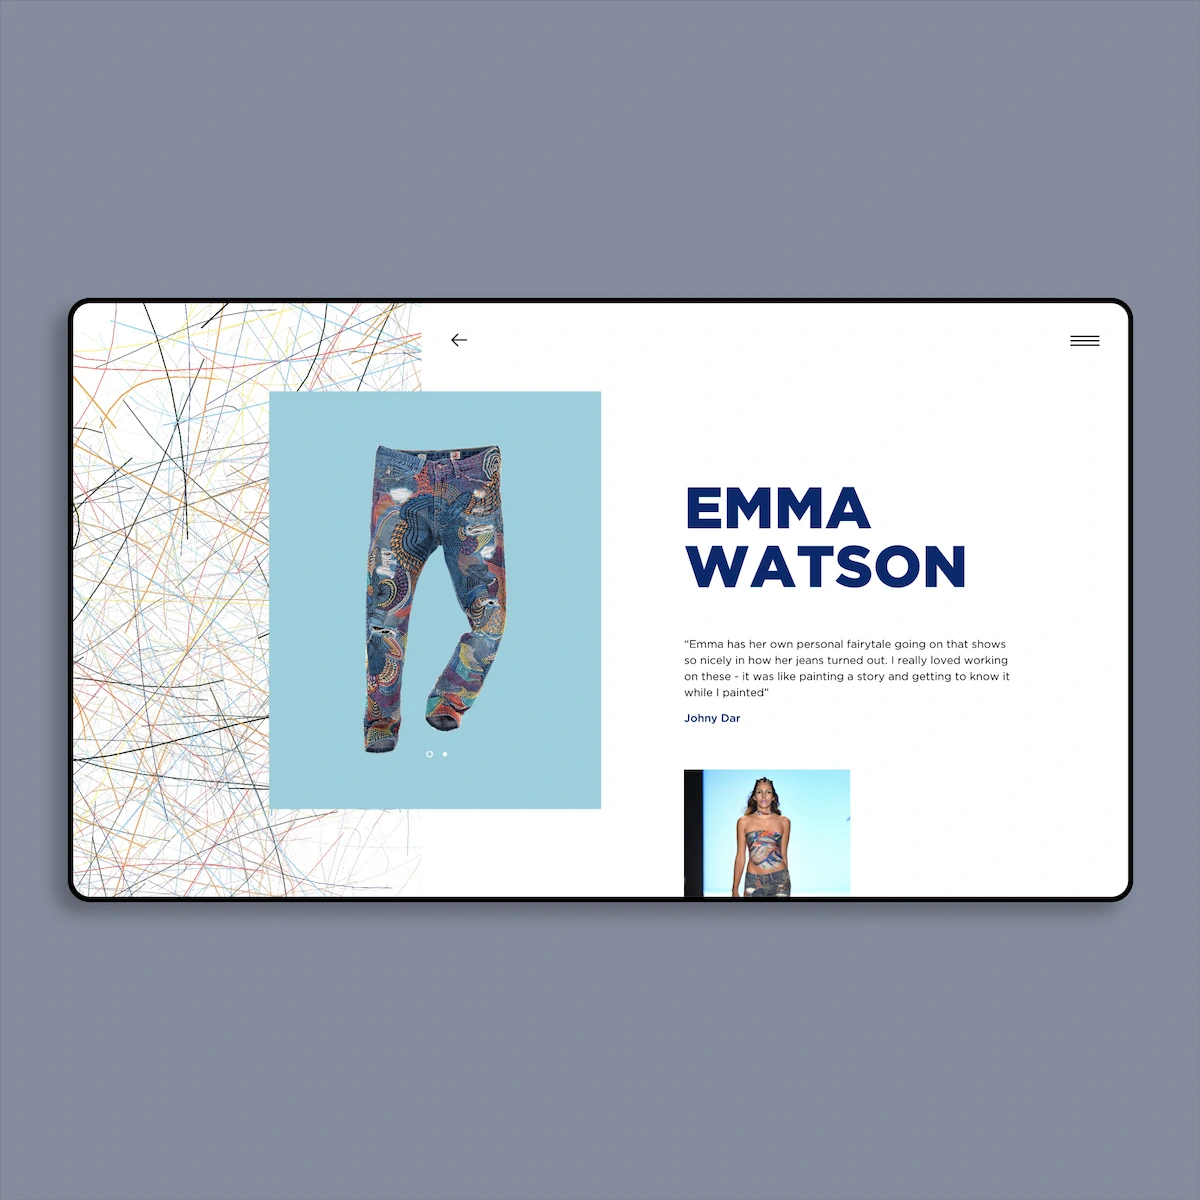 EMMA
WATSON
“Emma has her own personal fairytale going on that shows
so nicely in how her jeans turned out. I really loved working
on these - it was like painting a story and getting to know it
while I painted”
Johny Dar